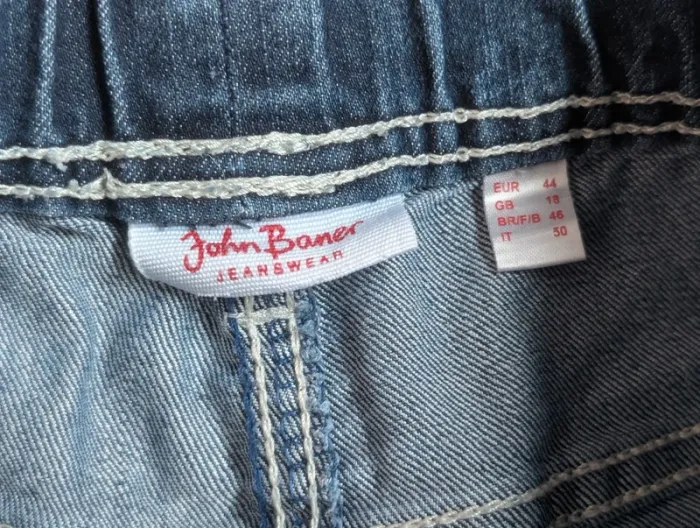 John Baner
JEANSWEAR
EUR 44
GB 18
BR/F/B 46
IT 50